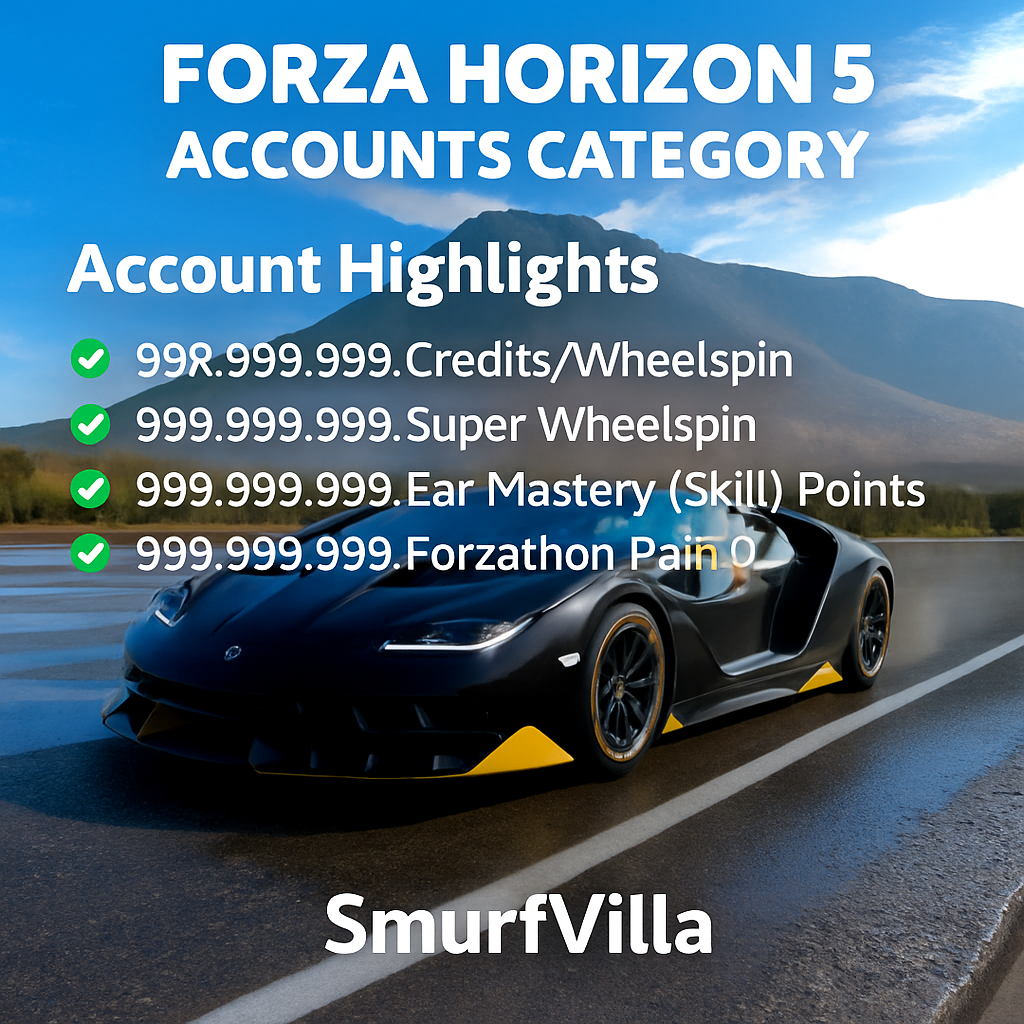 FORZA HORIZON 5
ACCOUNTS CATEGORY
Account Highlights
99R.999.999.Credits/Wheelspin
999.999.999.Super Wheelspin
999.999.999.Ear Mastery (Skill) Points
999.999.999.Forzathon Pain 0
SmurfVilla